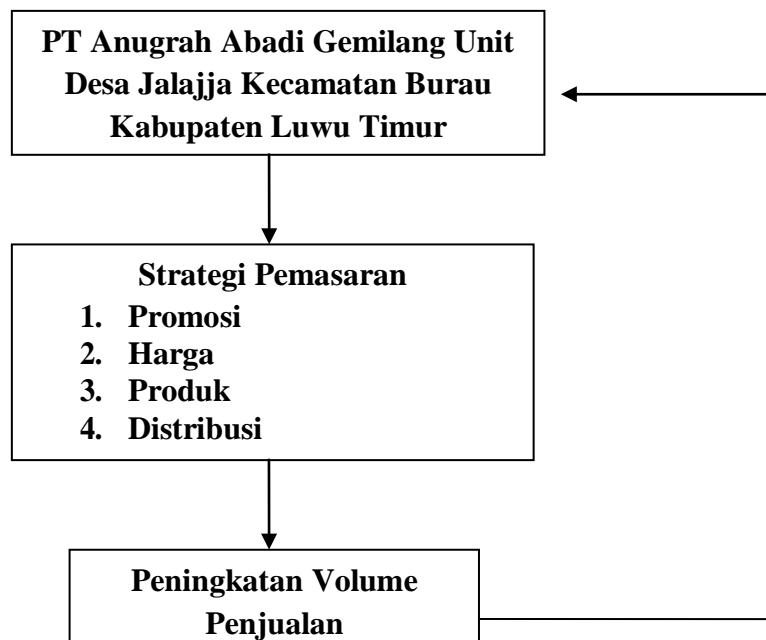 PT Anugrah Abadi Gemilang Unit
Desa Jalajja Kecamatan Burau
Kabupaten Luwu Timur
Strategi Pemasaran
1. Promosi
2. Harga
3. Produk
4. Distribusi
Peningkatan Volume
Penjualan